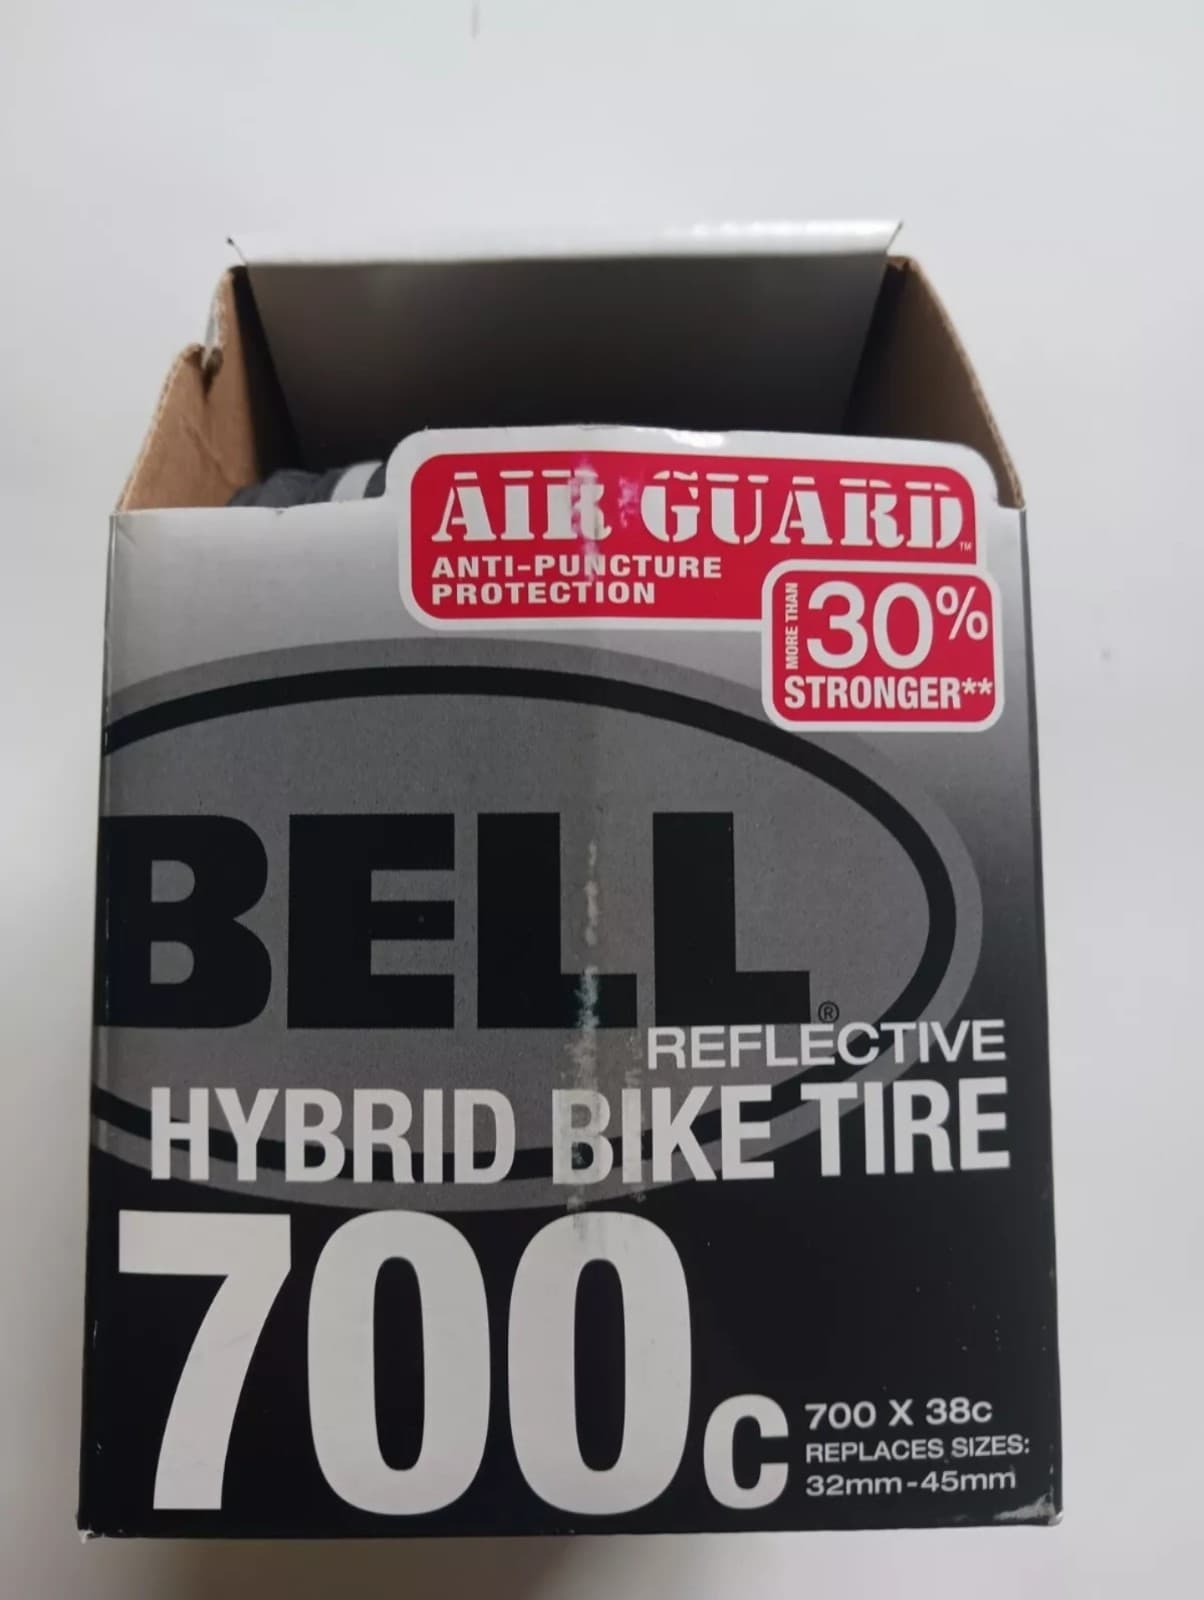 AIR GUARD™
ANTI-PUNCTURE
PROTECTION
MORE THAN
30%
STRONGER**
BELL®
REFLECTIVE
HYBRID BIKE TIRE
700c
700 X 38c
REPLACES SIZES:
32mm-45mm